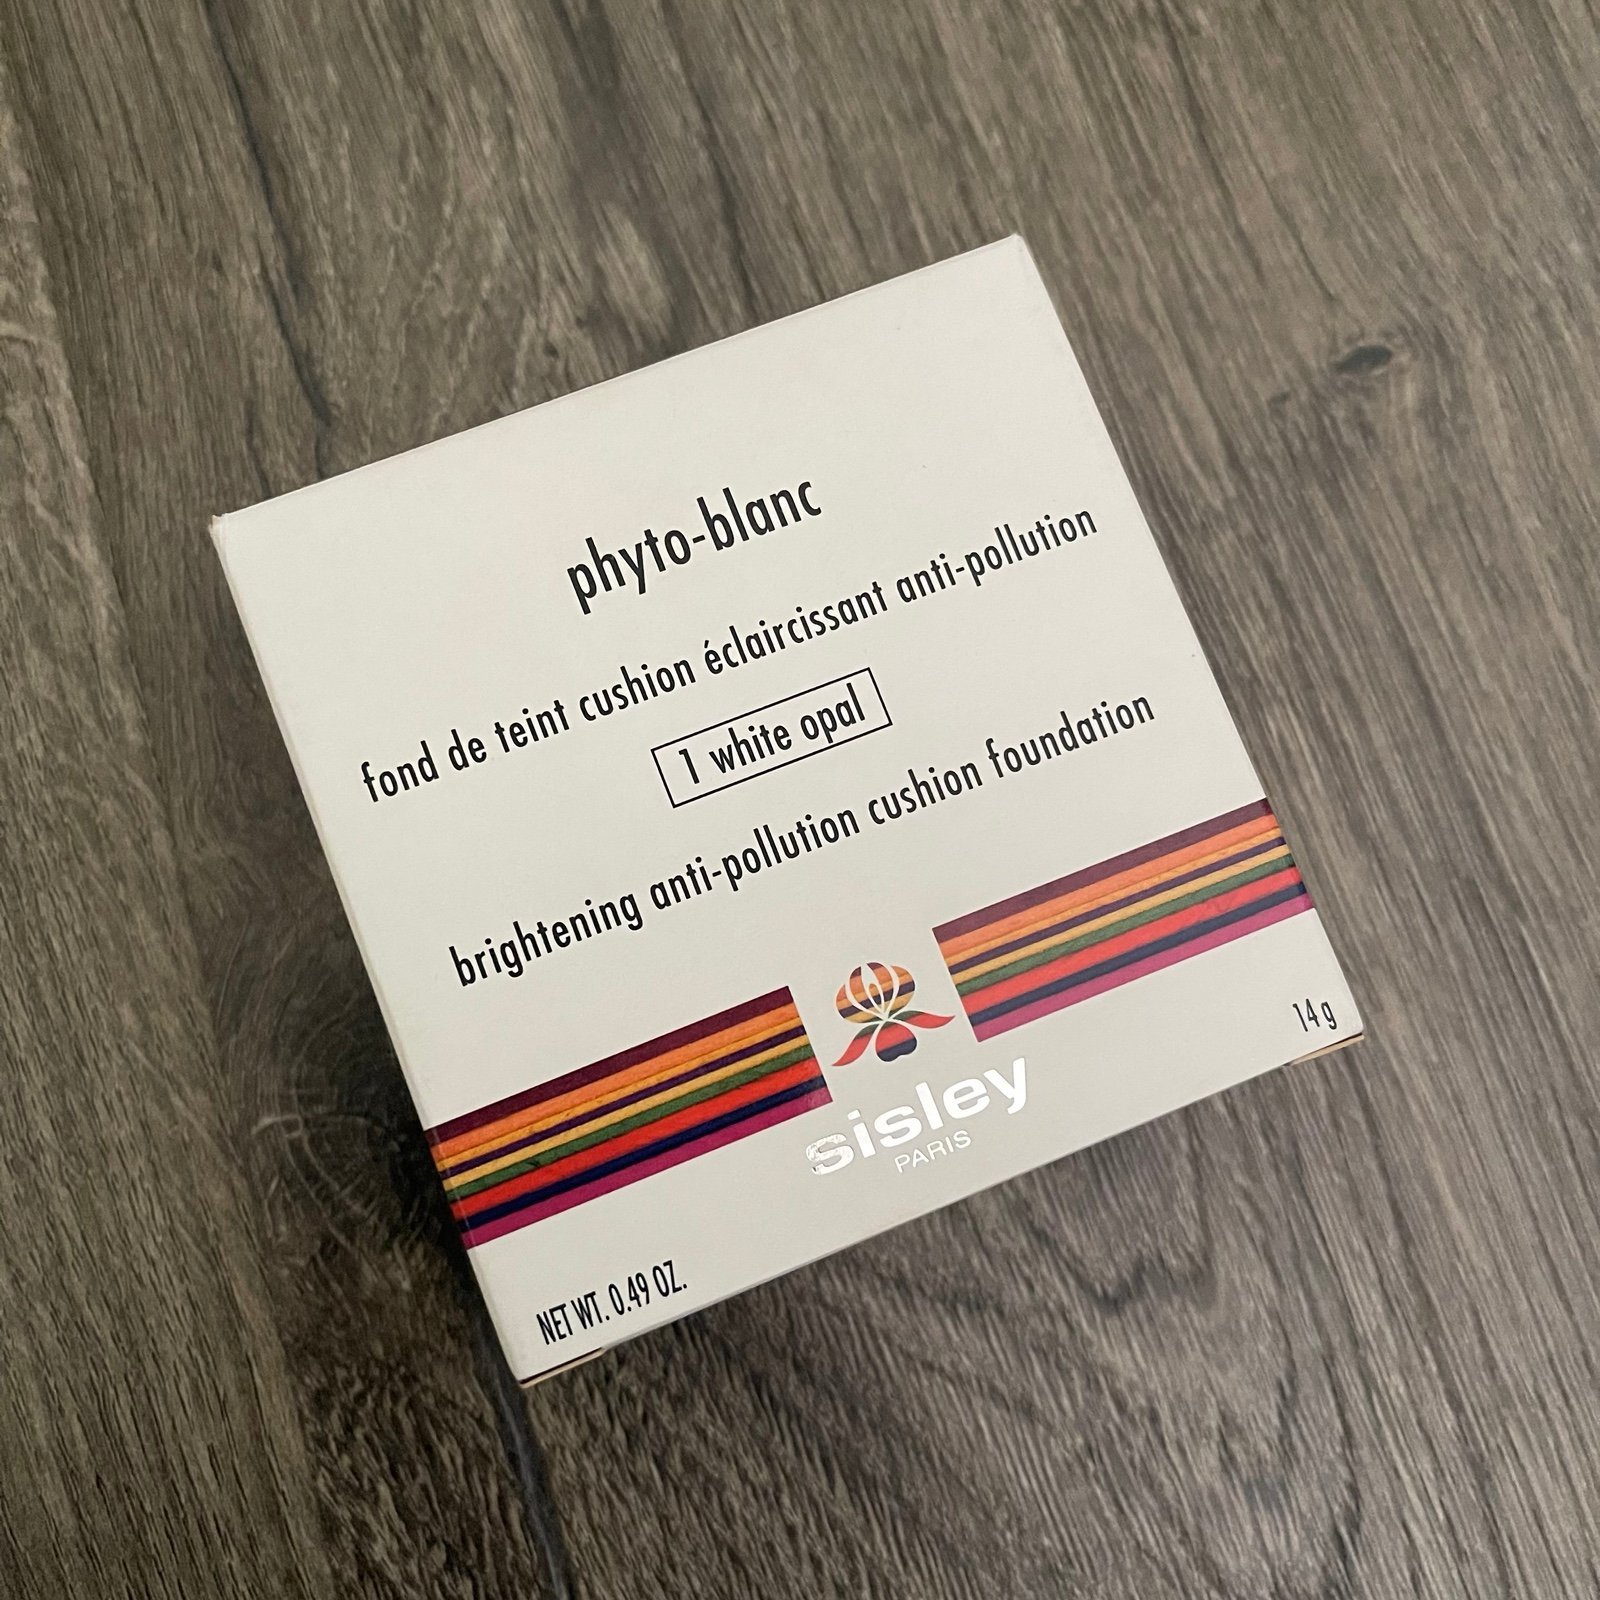 phyto-blanc
fond de teint cushion éclaircissant anti-pollution
1 white opal
brightening anti-pollution cushion foundation
sisley
PARIS
NET WT. 0.49 OZ.
14 g